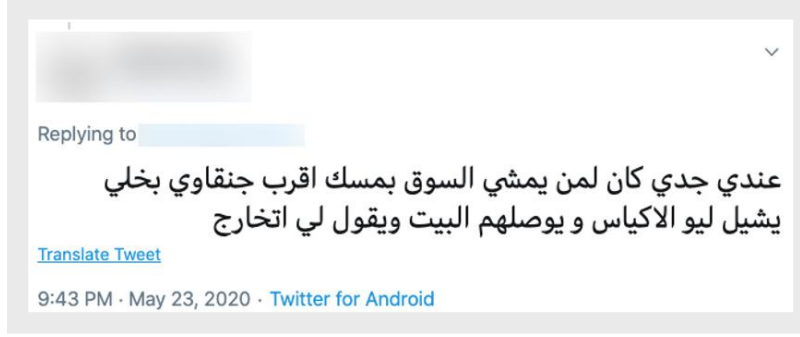 Replying to
عندي جدي كان لمن يمشي السوق بمسك اقرب جنقاوي بخلي
يشيل ليو الاكياس و يوصلهم البيت ويقول لي اتخارج
Translate Tweet
9:43 PM · May 23, 2020 · Twitter for Android